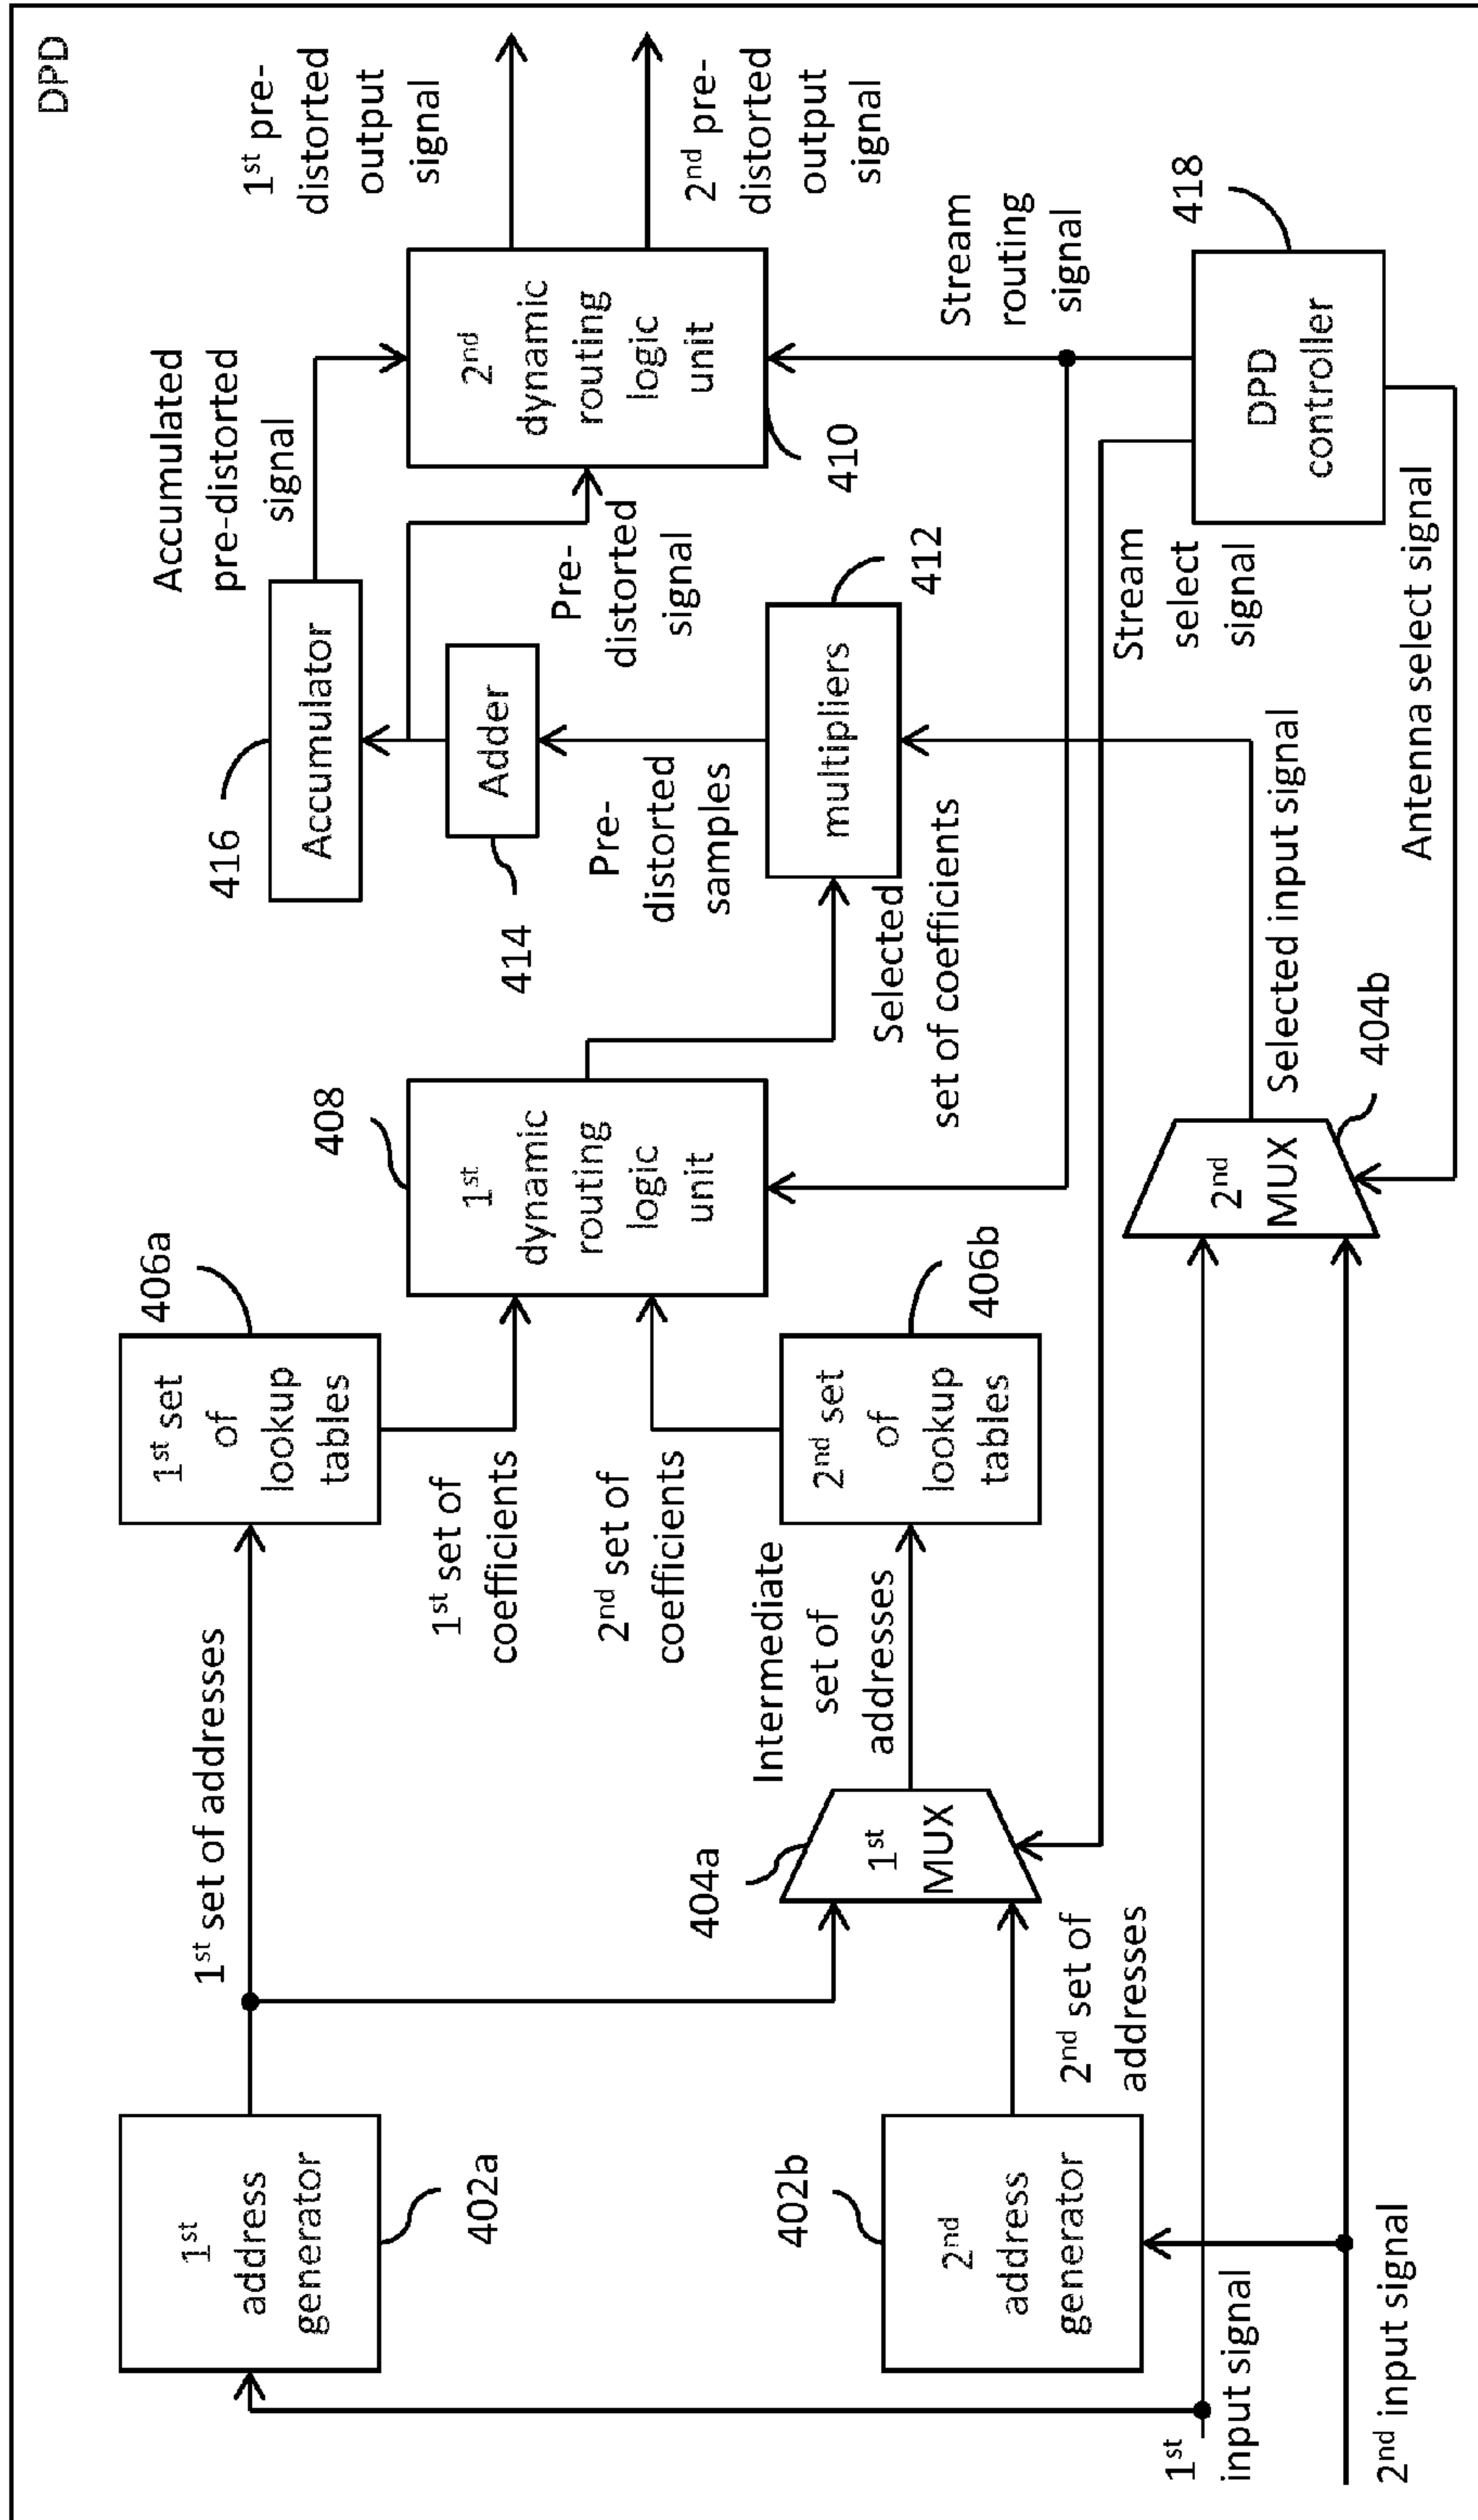 DPD
1st
address
generator
402a
1st set of addresses
1st set
of
lookup
tables
406a
1st set of
coefficients
2nd set of
coefficients
408
1st
dynamic
routing
logic
unit
416
Accumulator
Accumulated
pre-distorted
signal
414
Adder
Pre-
distorted
signal
2nd
dynamic
routing
logic
unit
410
1st pre-
distorted
output
signal
2nd pre-
distorted
output
signal
402b
2nd
address
generator
2nd set of
addresses
404a
1st
MUX
Intermediate
set of
addresses
2nd set
of
lookup
tables
406b
Selected
set of coefficients
Pre-
distorted
samples
multipliers
412
Stream
routing
signal
Stream
select
signal
DPD
controller
418
1st
input signal
2nd input signal
2nd
MUX
404b
Selected input signal
Antenna select signal